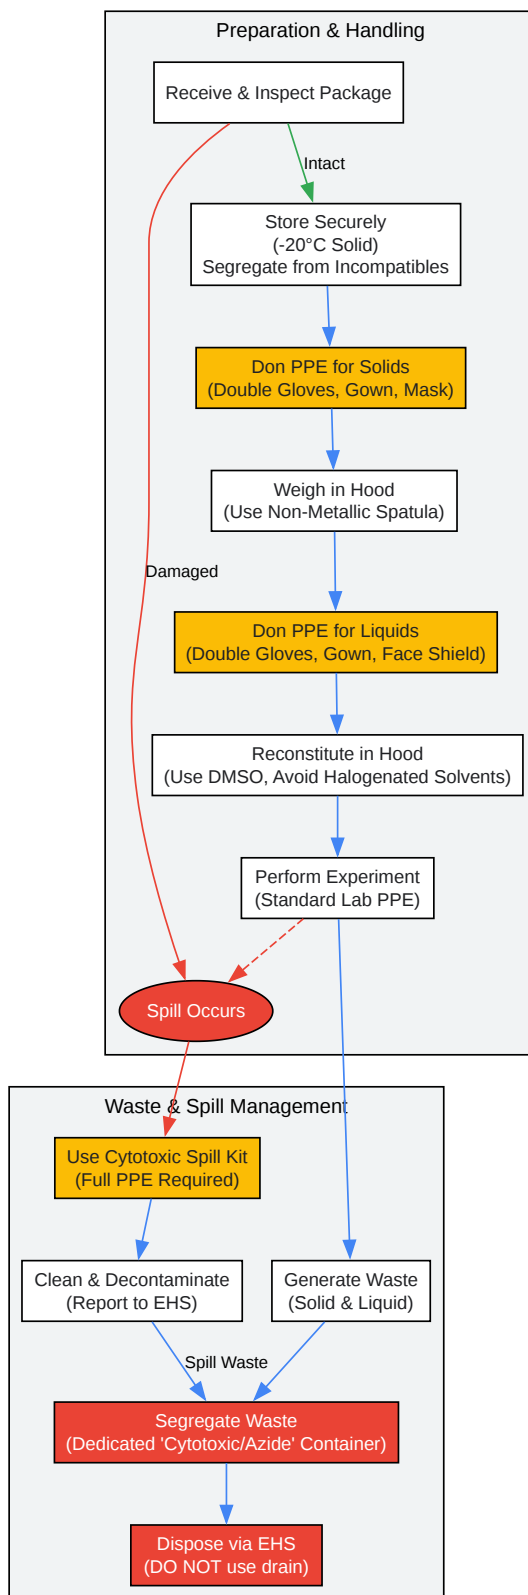 Preparation & Handling
Receive & Inspect Package
Intact
Store Securely
(-20°C Solid)
Segregate from Incompatibles
Don PPE for Solids
(Double Gloves, Gown, Mask)
Weigh in Hood
(Use Non-Metallic Spatula)
Damaged
Don PPE for Liquids
(Double Gloves, Gown, Face Shield)
Reconstitute in Hood
(Use DMSO, Avoid Halogenated Solvents)
Perform Experiment
(Standard Lab PPE)
Spill Occurs
Waste & Spill Management
Use Cytotoxic Spill Kit
(Full PPE Required)
Clean & Decontaminate
(Report to EHS)
Generate Waste
(Solid & Liquid)
Spill Waste
Segregate Waste
(Dedicated 'Cytotoxic/Azide' Container)
Dispose via EHS
(DO NOT use drain)